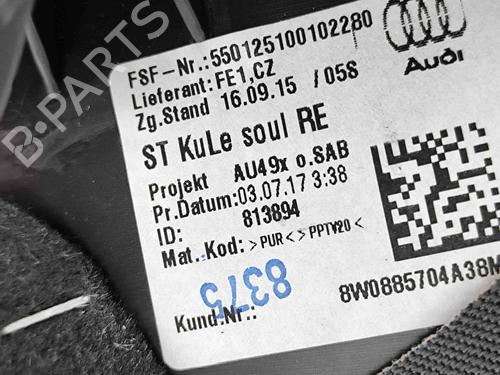 FSF-Nr.:550125100102280
Lieferant:FE1,CZ
Zg.Stand 16.09.15 /05S
Audi
ST KuLe soul RE
Projekt AU49x o.SAB
Pr.Datum:03.07.17 3:38
ID: 813894
Mat.Kod: >PUR< >PPTV20<
8375
8W0885704A38M
Kund.Nr.:
B-PARTS